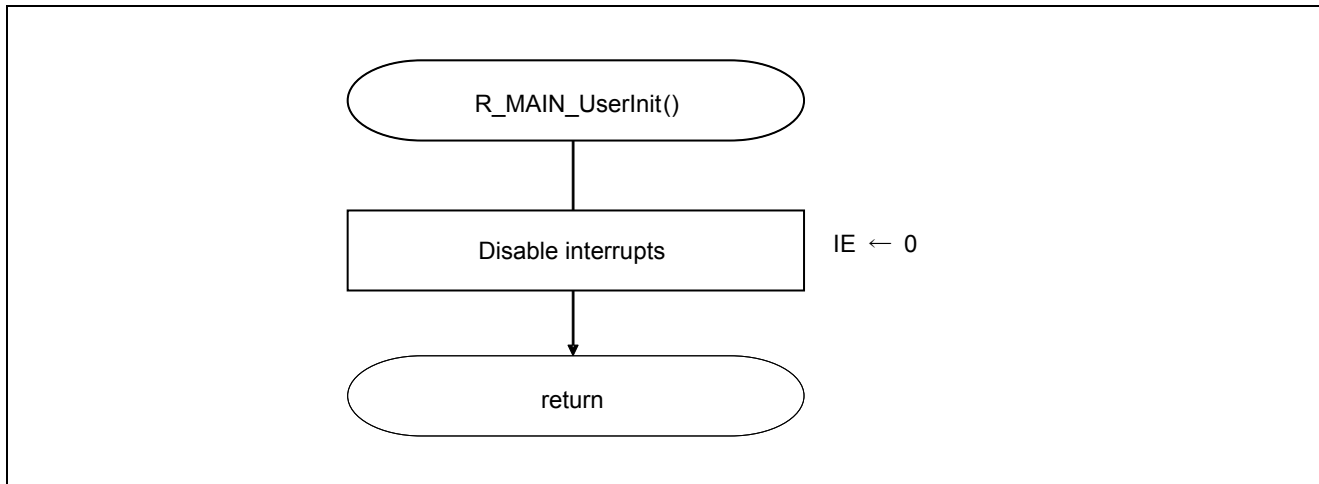 R_MAIN_UserInit()
Disable interrupts
IE ← 0
return